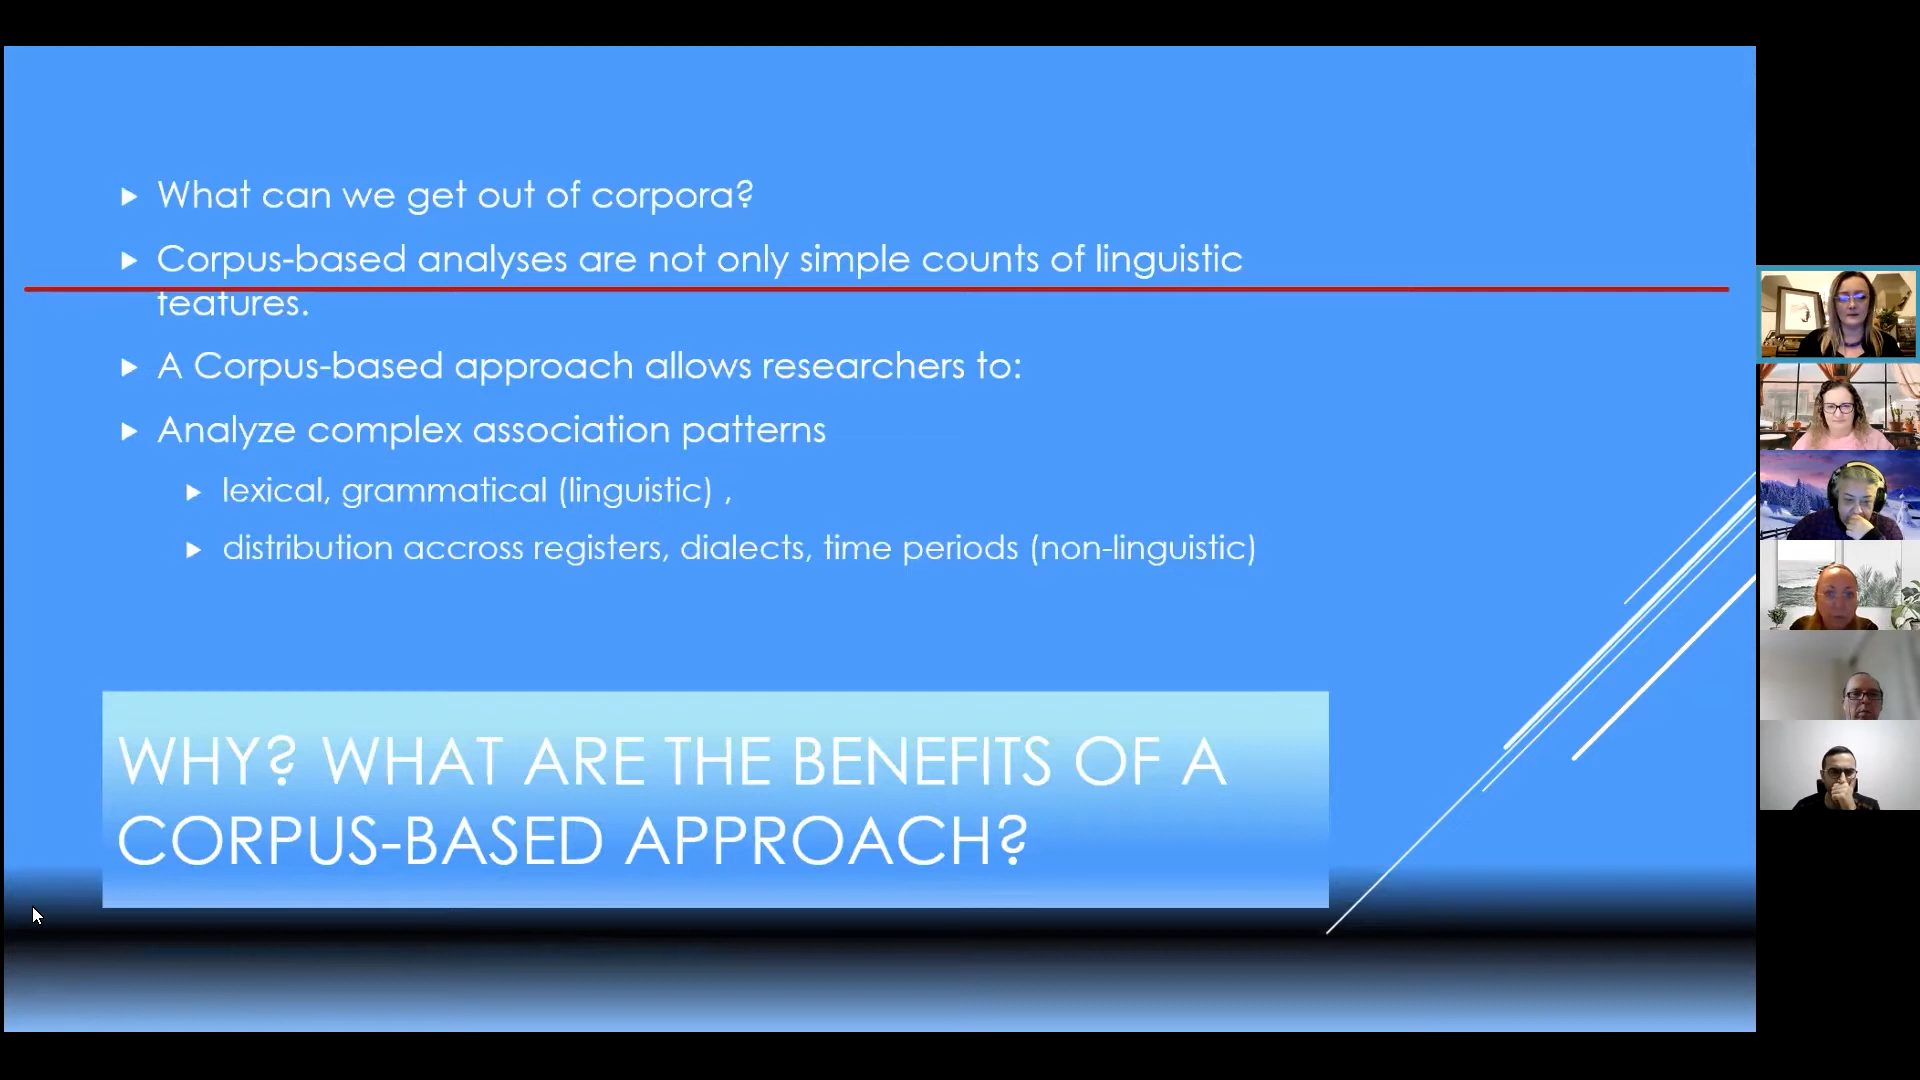 What can we get out of corpora?
Corpus-based analyses are not only simple counts of linguistic
features.
A Corpus-based approach allows researchers to:
Analyze complex association patterns
lexical, grammatical (linguistic) ,
distribution accross registers, dialects, time periods (non-linguistic)
WHY? WHAT ARE THE BENEFITS OF A
CORPUS-BASED APPROACH?